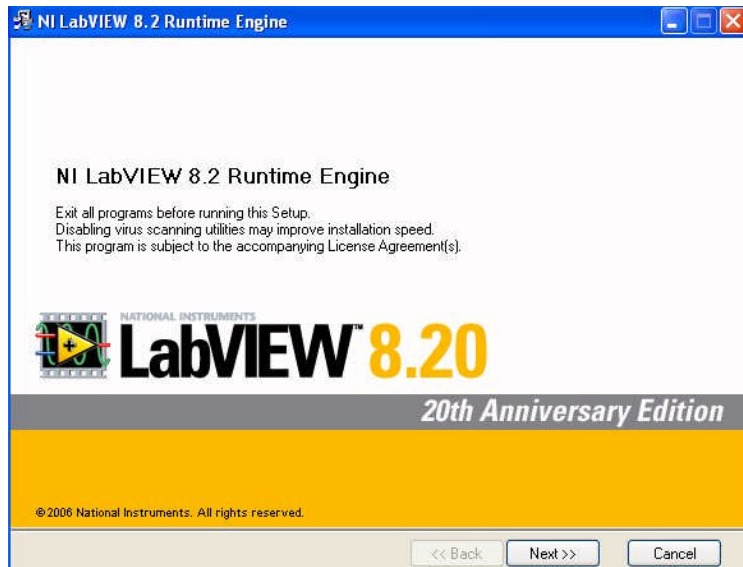 NI LabVIEW 8.2 Runtime Engine
NI LabVIEW 8.2 Runtime Engine
Exit all programs before running this Setup.
Disabling virus scanning utilities may improve installation speed.
This program is subject to the accompanying License Agreement(s).
NATIONAL INSTRUMENTS
LabVIEW™ 8.20
20th Anniversary Edition
©2006 National Instruments. All rights reserved.
<< Back Next >> Cancel